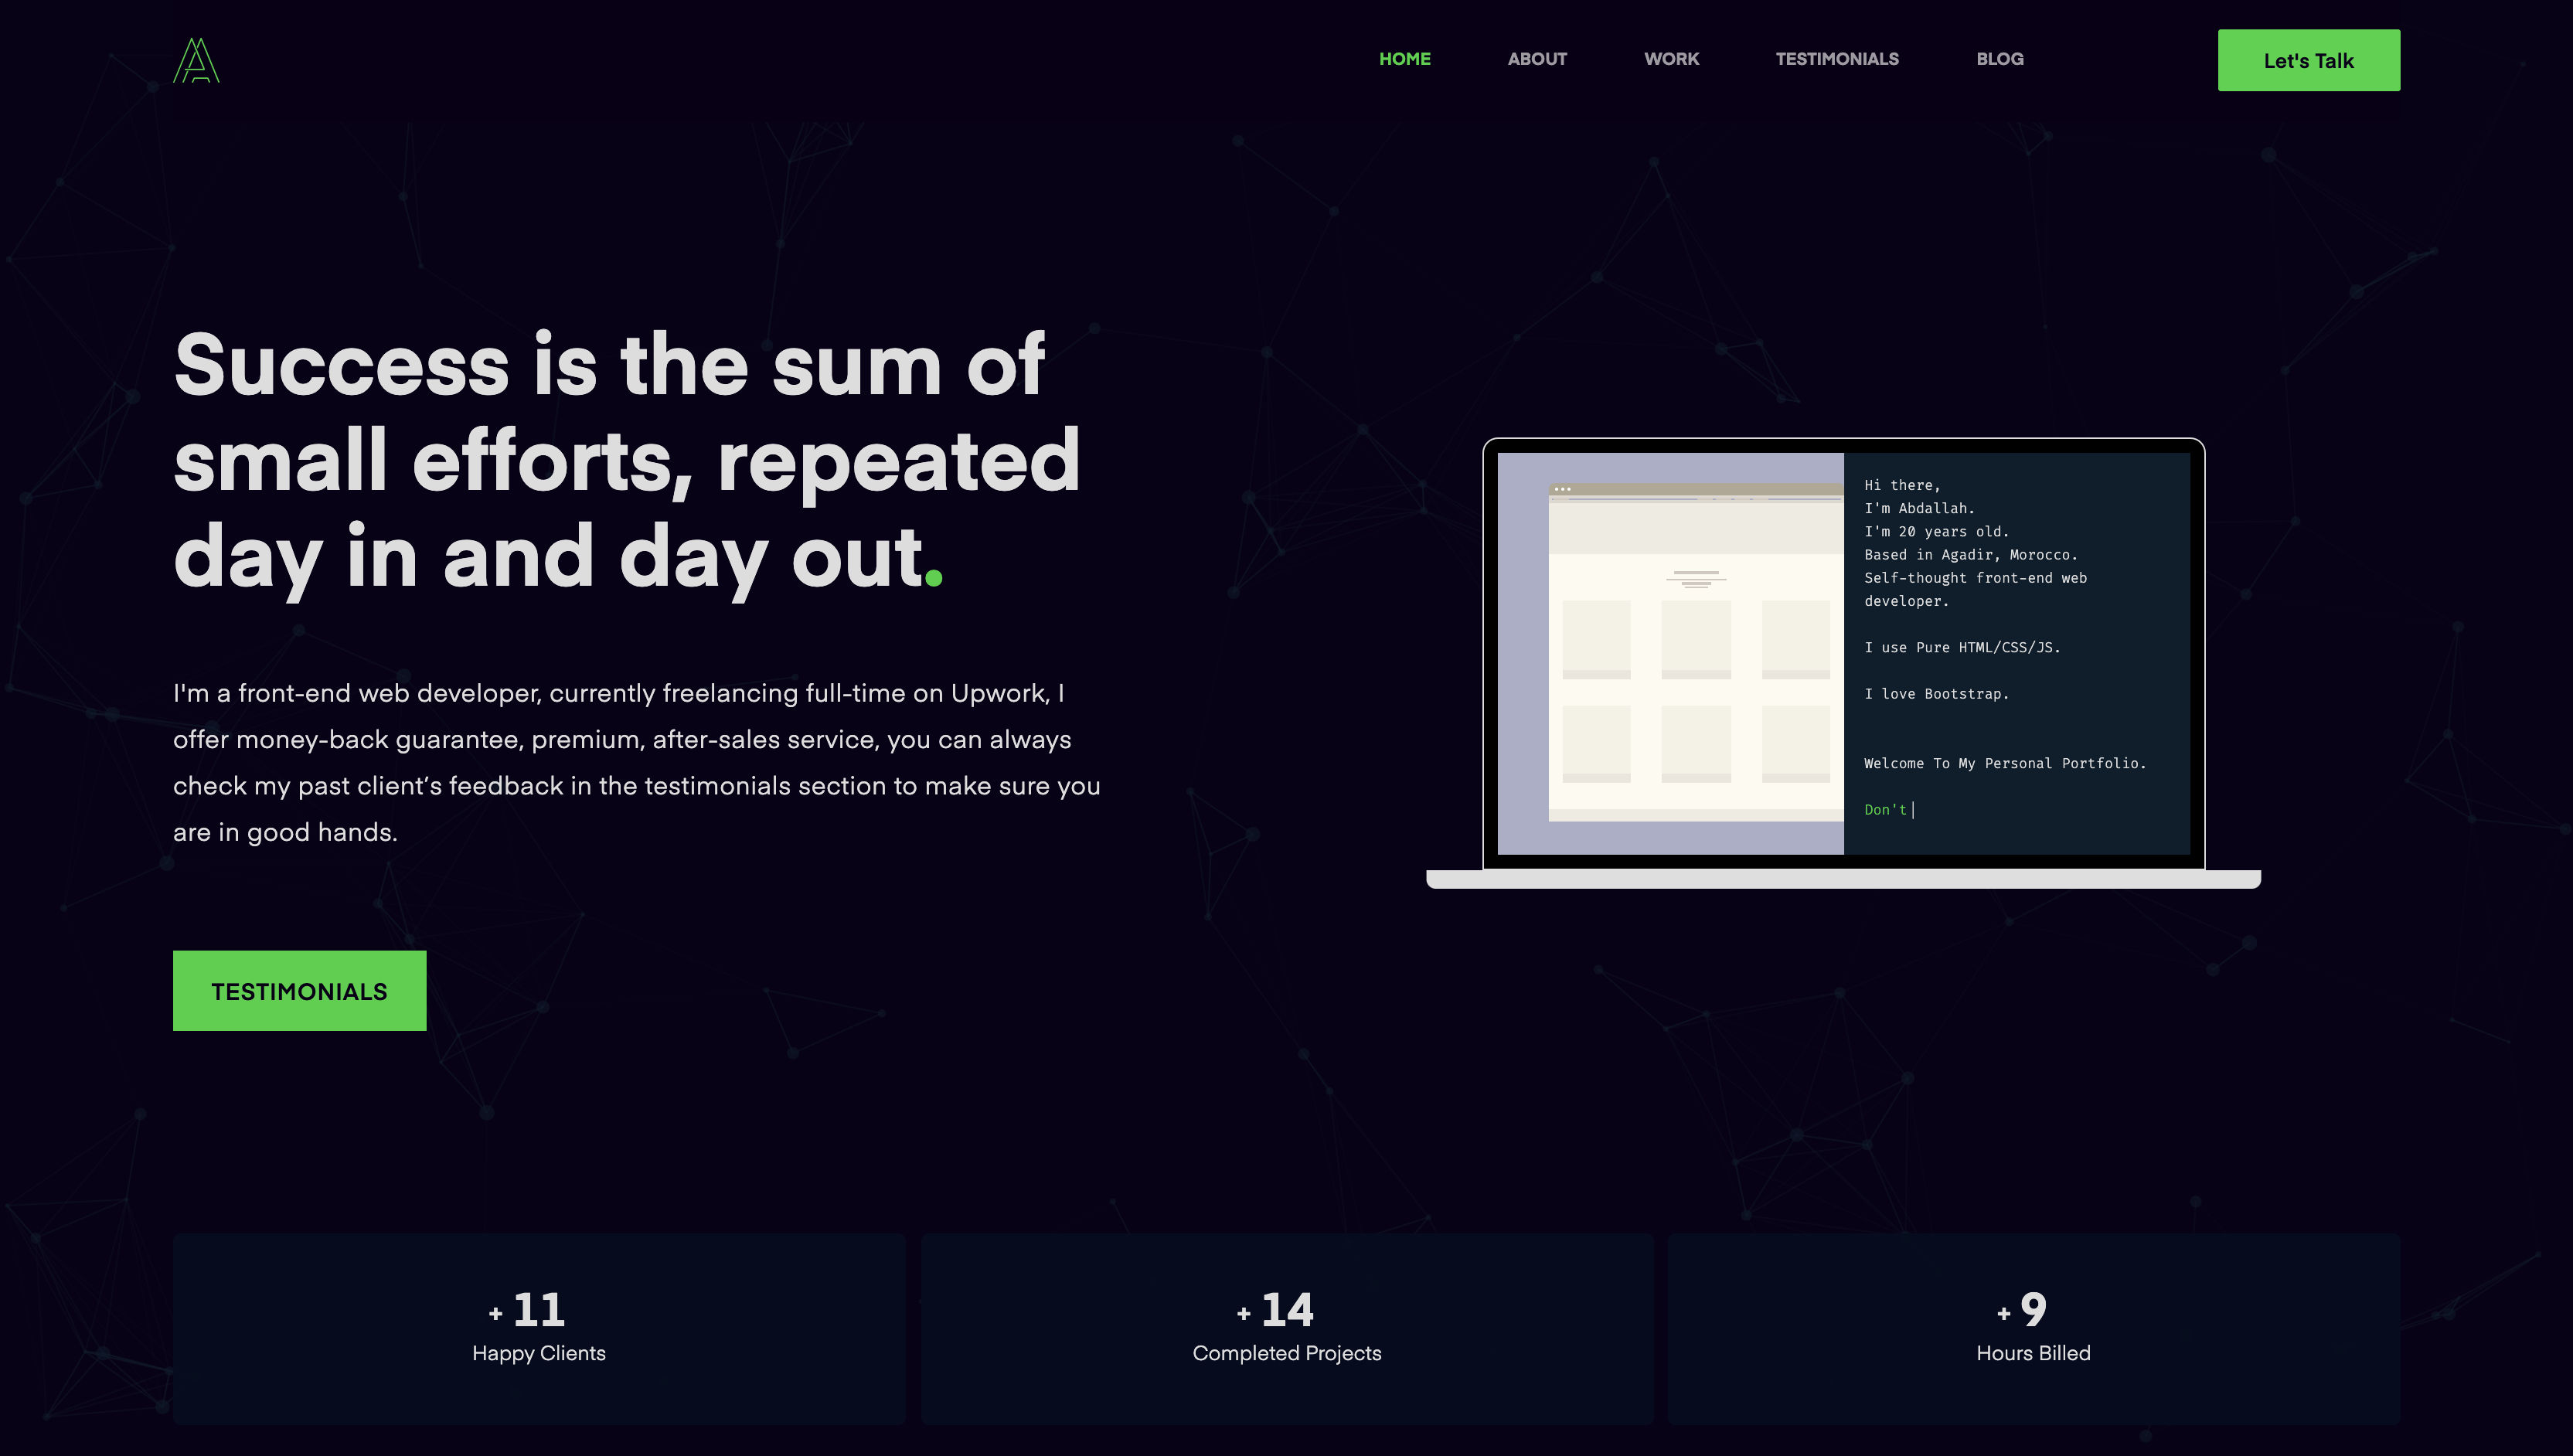 HOME ABOUT WORK TESTIMONIALS BLOG Let's Talk
Success is the sum of
small efforts, repeated
day in and day out.
I'm a front-end web developer, currently freelancing full-time on Upwork, I
offer money-back guarantee, premium, after-sales service, you can always
check my past client’s feedback in the testimonials section to make sure you
are in good hands.
TESTIMONIALS
Hi there,
I'm Abdallah.
I'm 20 years old.
Based in Agadir, Morocco.
Self-thought front-end web
developer.
I use Pure HTML/CSS/JS.
I love Bootstrap.
Welcome To My Personal Portfolio.
Don't
+ 11
Happy Clients
+ 14
Completed Projects
+ 9
Hours Billed